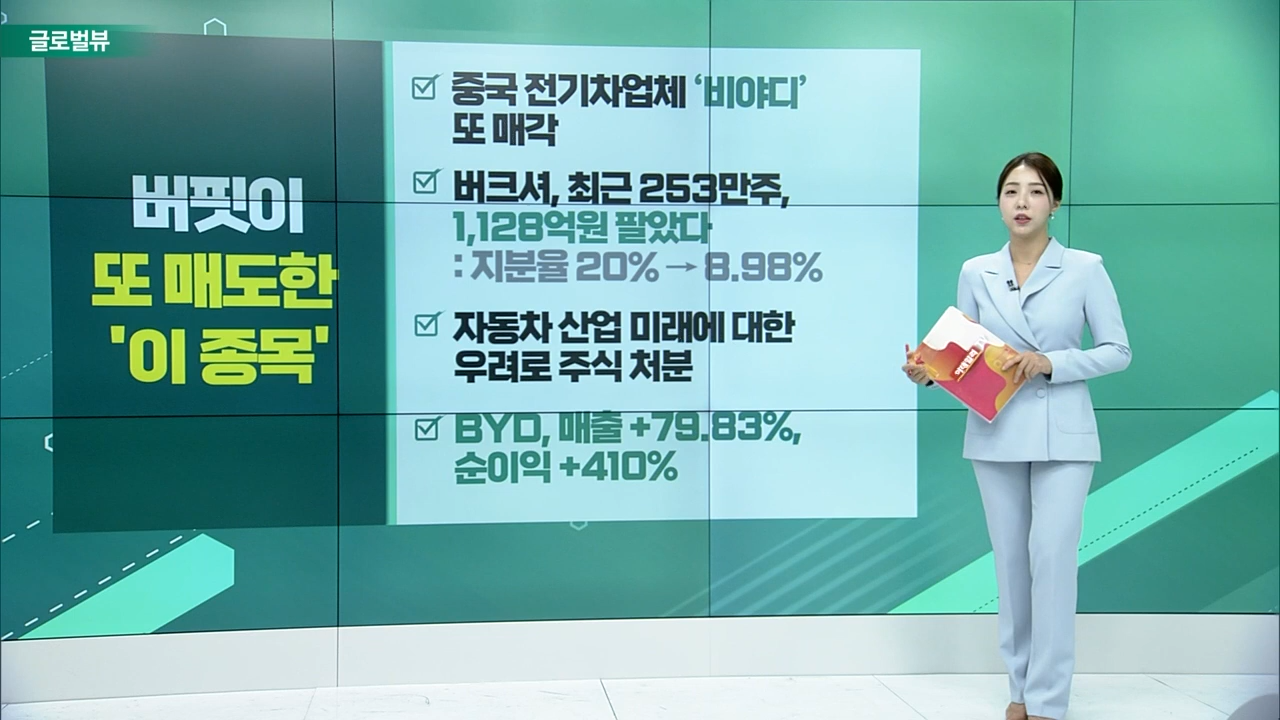 글로벌뷰
버핏이
또 매도한
'이 종목'
중국 전기차업체 ‘비야디’
또 매각
버크셔, 최근 253만주,
1,128억원 팔았다
: 지분율 20% → 8.98%
자동차 산업 미래에 대한
우려로 주식 처분
BYD, 매출 +79.83%,
순이익 +410%